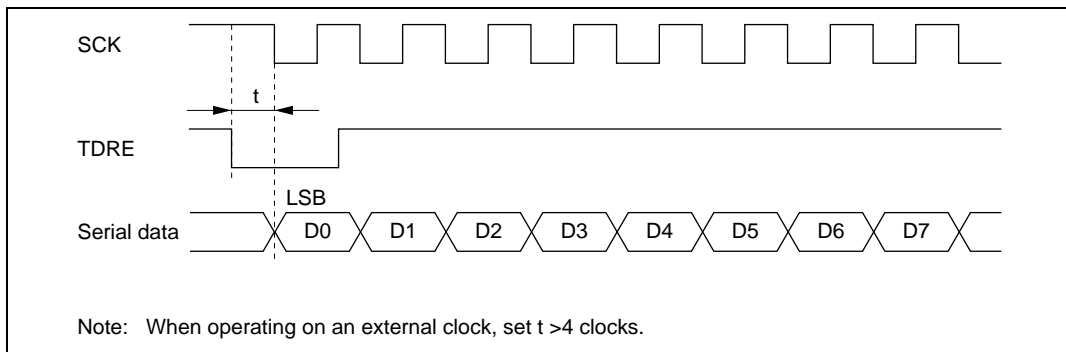 SCK
t
TDRE
LSB
Serial data D0 D1 D2 D3 D4 D5 D6 D7
Note: When operating on an external clock, set t >4 clocks.